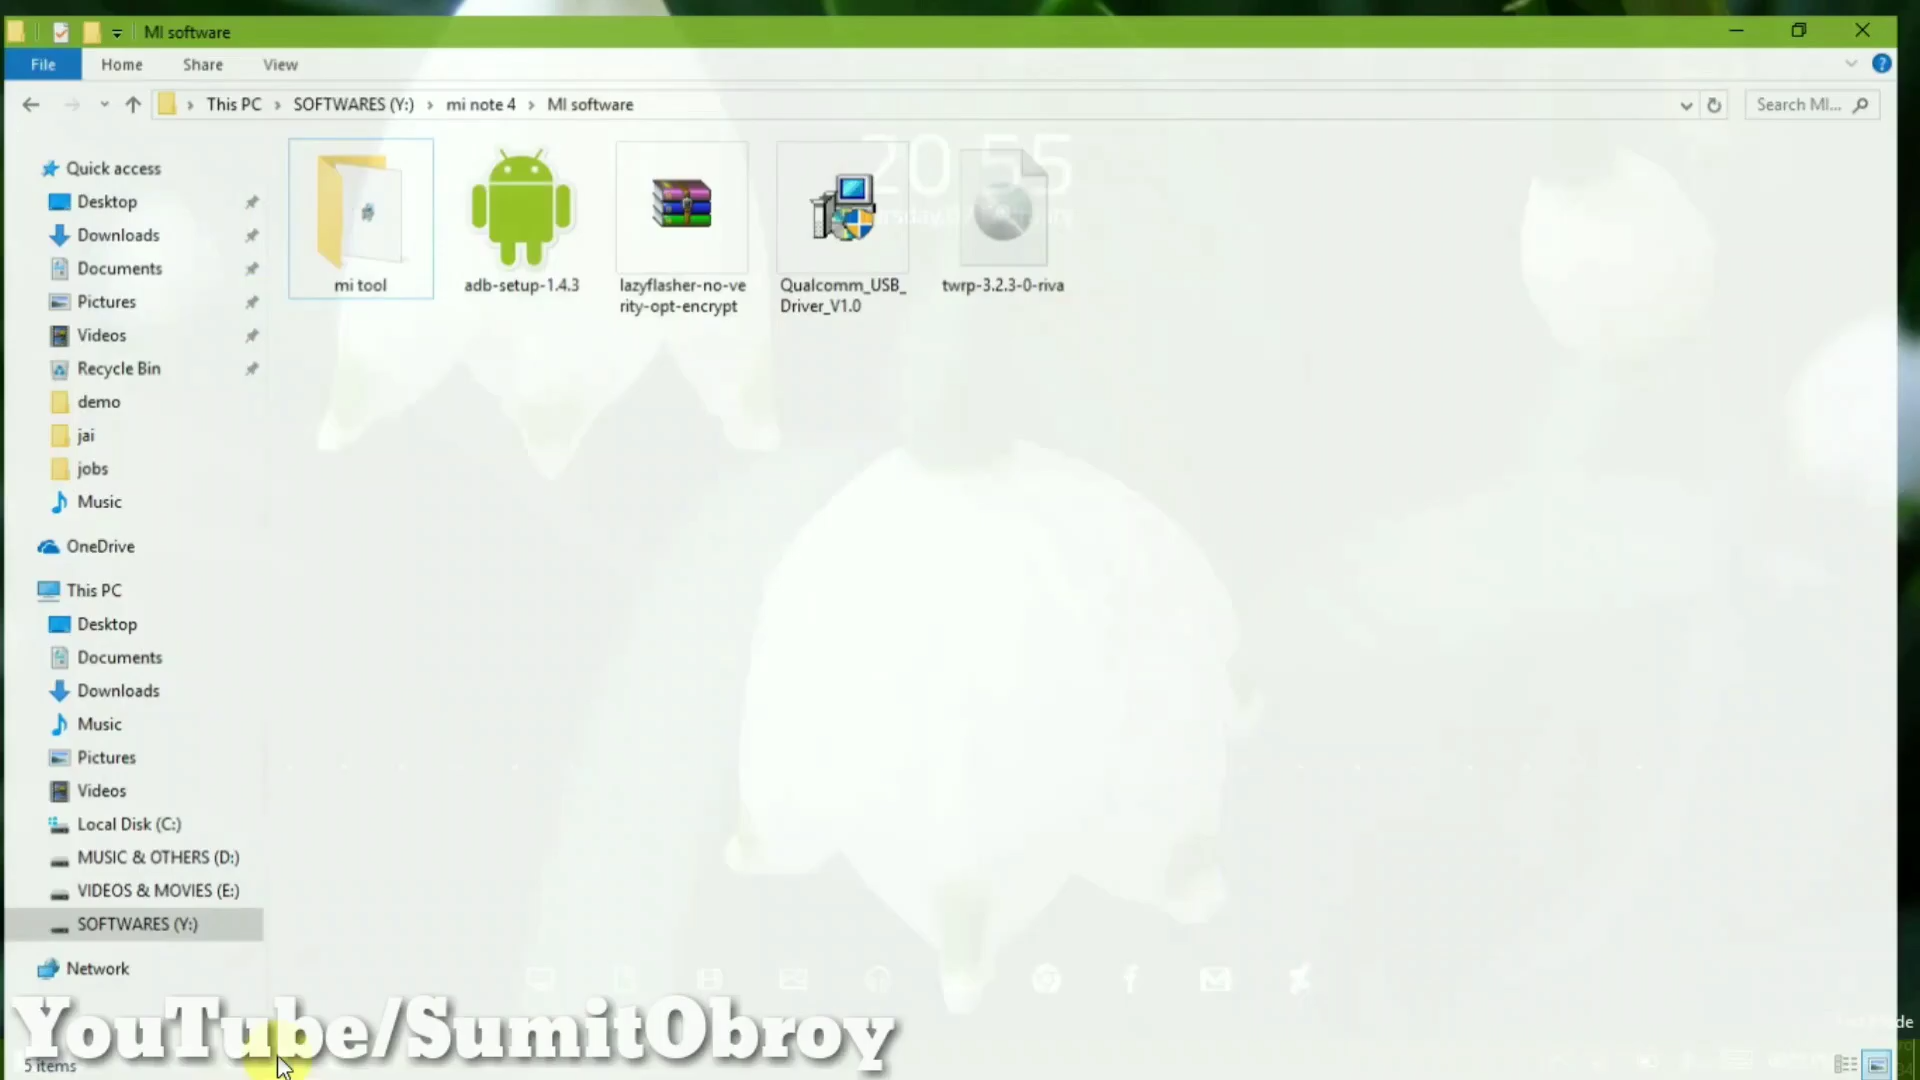 MI software
File Home Share View
This PC SOFTWARES (Y:) mi note 4 MI software
Search MI...
20 55
Quick access
Desktop
Downloads
Documents
Pictures
Videos
Recycle Bin
demo
jai
jobs
Music
OneDrive
This PC
Desktop
Documents
Downloads
Music
Pictures
Videos
Local Disk (C:)
MUSIC & OTHERS (D:)
VIDEOS & MOVIES (E:)
SOFTWARES (Y:)
Network
mi tool
adb-setup-1.4.3
lazyflasher-no-ve
rity-opt-encrypt
Qualcomm_USB_
Driver_V1.0
twrp-3.2.3-0-riva
YouTube/SumitObroy
5 items